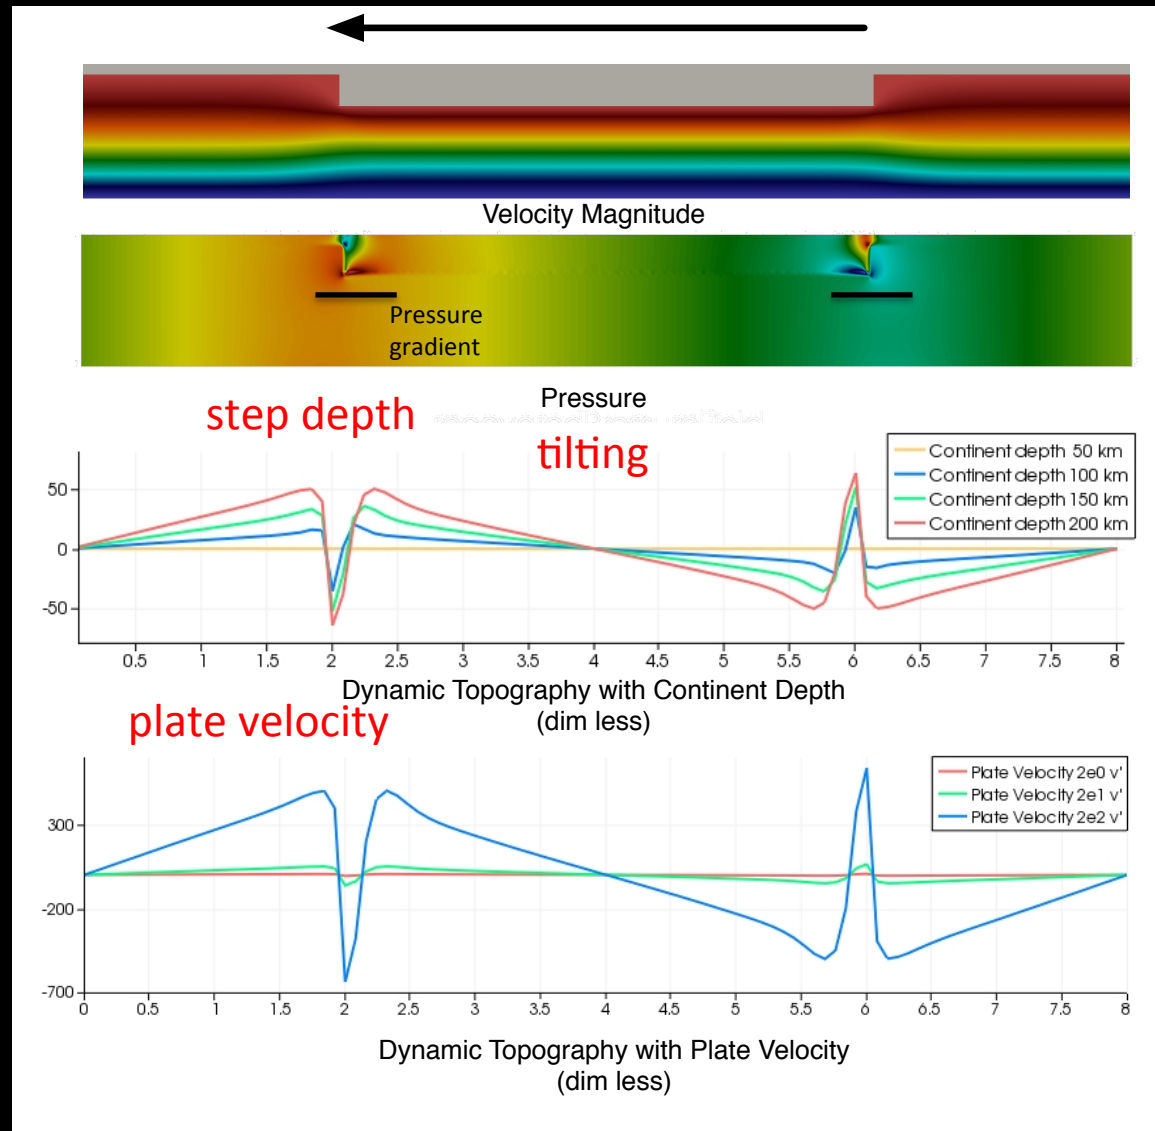 Velocity Magnitude
Pressure
gradient
Pressure
step depth
tilting
Continent depth 50 km
Continent depth 100 km
Continent depth 150 km
Continent depth 200 km
50
0
-50
0.5 1 1.5 2 2.5 3 3.5 4 4.5 5 5.5 6 6.5 7 7.5 8
Dynamic Topography with Continent Depth
(dim less)
plate velocity
Plate Velocity 2e0 v'
Plate Velocity 2e1 v'
Plate Velocity 2e2 v'
300
-200
-700
0 0.5 1 1.5 2 2.5 3 3.5 4 4.5 5 5.5 6 6.5 7 7.5 8
Dynamic Topography with Plate Velocity
(dim less)